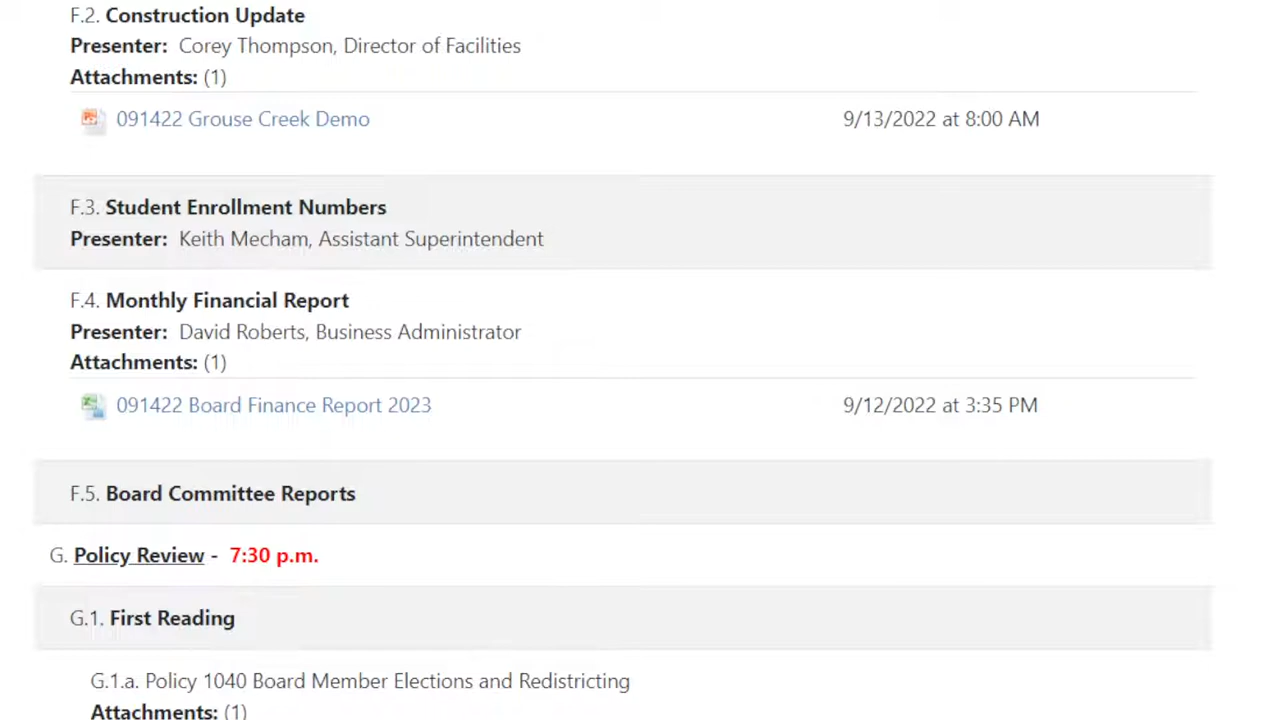 F.2. Construction Update
Presenter: Corey Thompson, Director of Facilities
Attachments: (1)
091422 Grouse Creek Demo 9/13/2022 at 8:00 AM
F.3. Student Enrollment Numbers
Presenter: Keith Mecham, Assistant Superintendent
F.4. Monthly Financial Report
Presenter: David Roberts, Business Administrator
Attachments: (1)
091422 Board Finance Report 2023 9/12/2022 at 3:35 PM
F.5. Board Committee Reports
G. Policy Review - 7:30 p.m.
G.1. First Reading
G.1.a. Policy 1040 Board Member Elections and Redistricting
Attachments: (1)